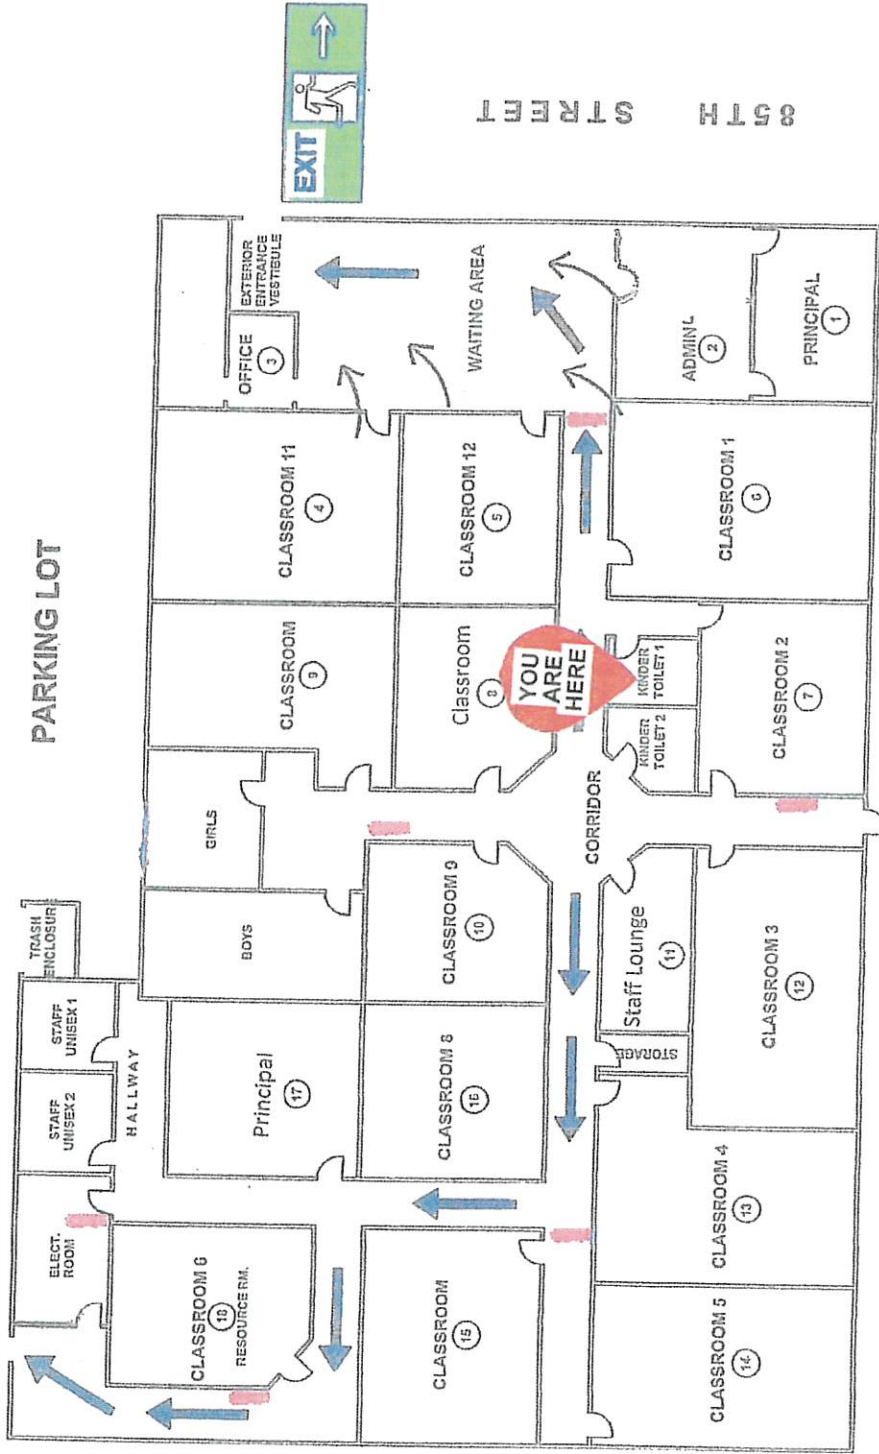 PARKING LOT
EXIT
85TH STREET
TRASH
ENCLOSURE
STAFF
UNISEX 1
STAFF
UNISEX 2
ELECT.
ROOM
HALLWAY
BOYS
GIRLS
CLASSROOM
9
CLASSROOM 11
4
OFFICE
3
EXTERIOR
ENTRANCE
VESTIBULE
CLASSROOM 6
18
RESOURCE RM.
Principal
17
CLASSROOM 8
16
CLASSROOM 9
10
Classroom
8
CLASSROOM 12
5
WAITING AREA
CLASSROOM
15
CORRIDOR
YOU
ARE
HERE
KINDER
TOILET 2
KINDER
TOILET 1
STORAGE
Staff Lounge
11
CLASSROOM 5
14
CLASSROOM 4
13
CLASSROOM 3
12
CLASSROOM 2
7
CLASSROOM 1
6
ADMIN L
2
PRINCIPAL
1